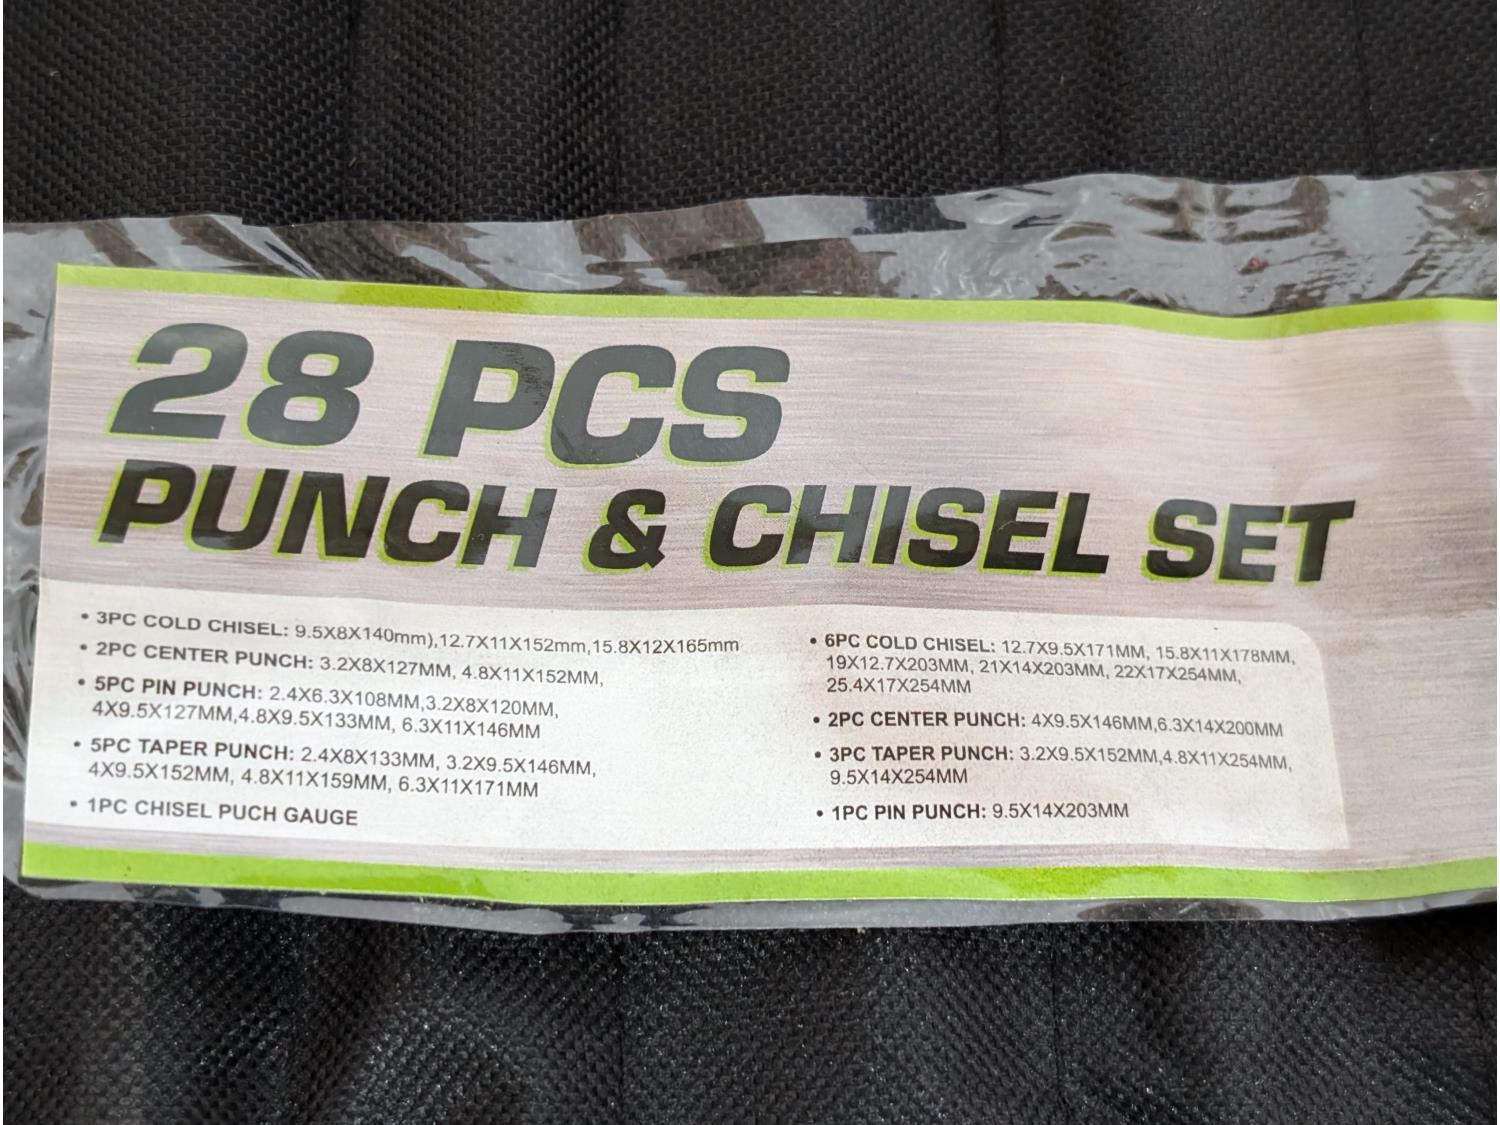 28 PCS
PUNCH & CHISEL SET
• 3PC COLD CHISEL: 9.5X8X140mm),12.7X11X152mm,15.8X12X165mm
• 2PC CENTER PUNCH: 3.2X8X127MM, 4.8X11X152MM,
• 5PC PIN PUNCH: 2.4X6.3X108MM,3.2X8X120MM,
4X9.5X127MM,4.8X9.5X133MM, 6.3X11X146MM
• 5PC TAPER PUNCH: 2.4X8X133MM, 3.2X9.5X146MM,
4X9.5X152MM, 4.8X11X159MM, 6.3X11X171MM
• 1PC CHISEL PUCH GAUGE
• 6PC COLD CHISEL: 12.7X9.5X171MM, 15.8X11X178MM,
19X12.7X203MM, 21X14X203MM, 22X17X254MM,
25.4X17X254MM
• 2PC CENTER PUNCH: 4X9.5X146MM,6.3X14X200MM
• 3PC TAPER PUNCH: 3.2X9.5X152MM,4.8X11X254MM,
9.5X14X254MM
• 1PC PIN PUNCH: 9.5X14X203MM